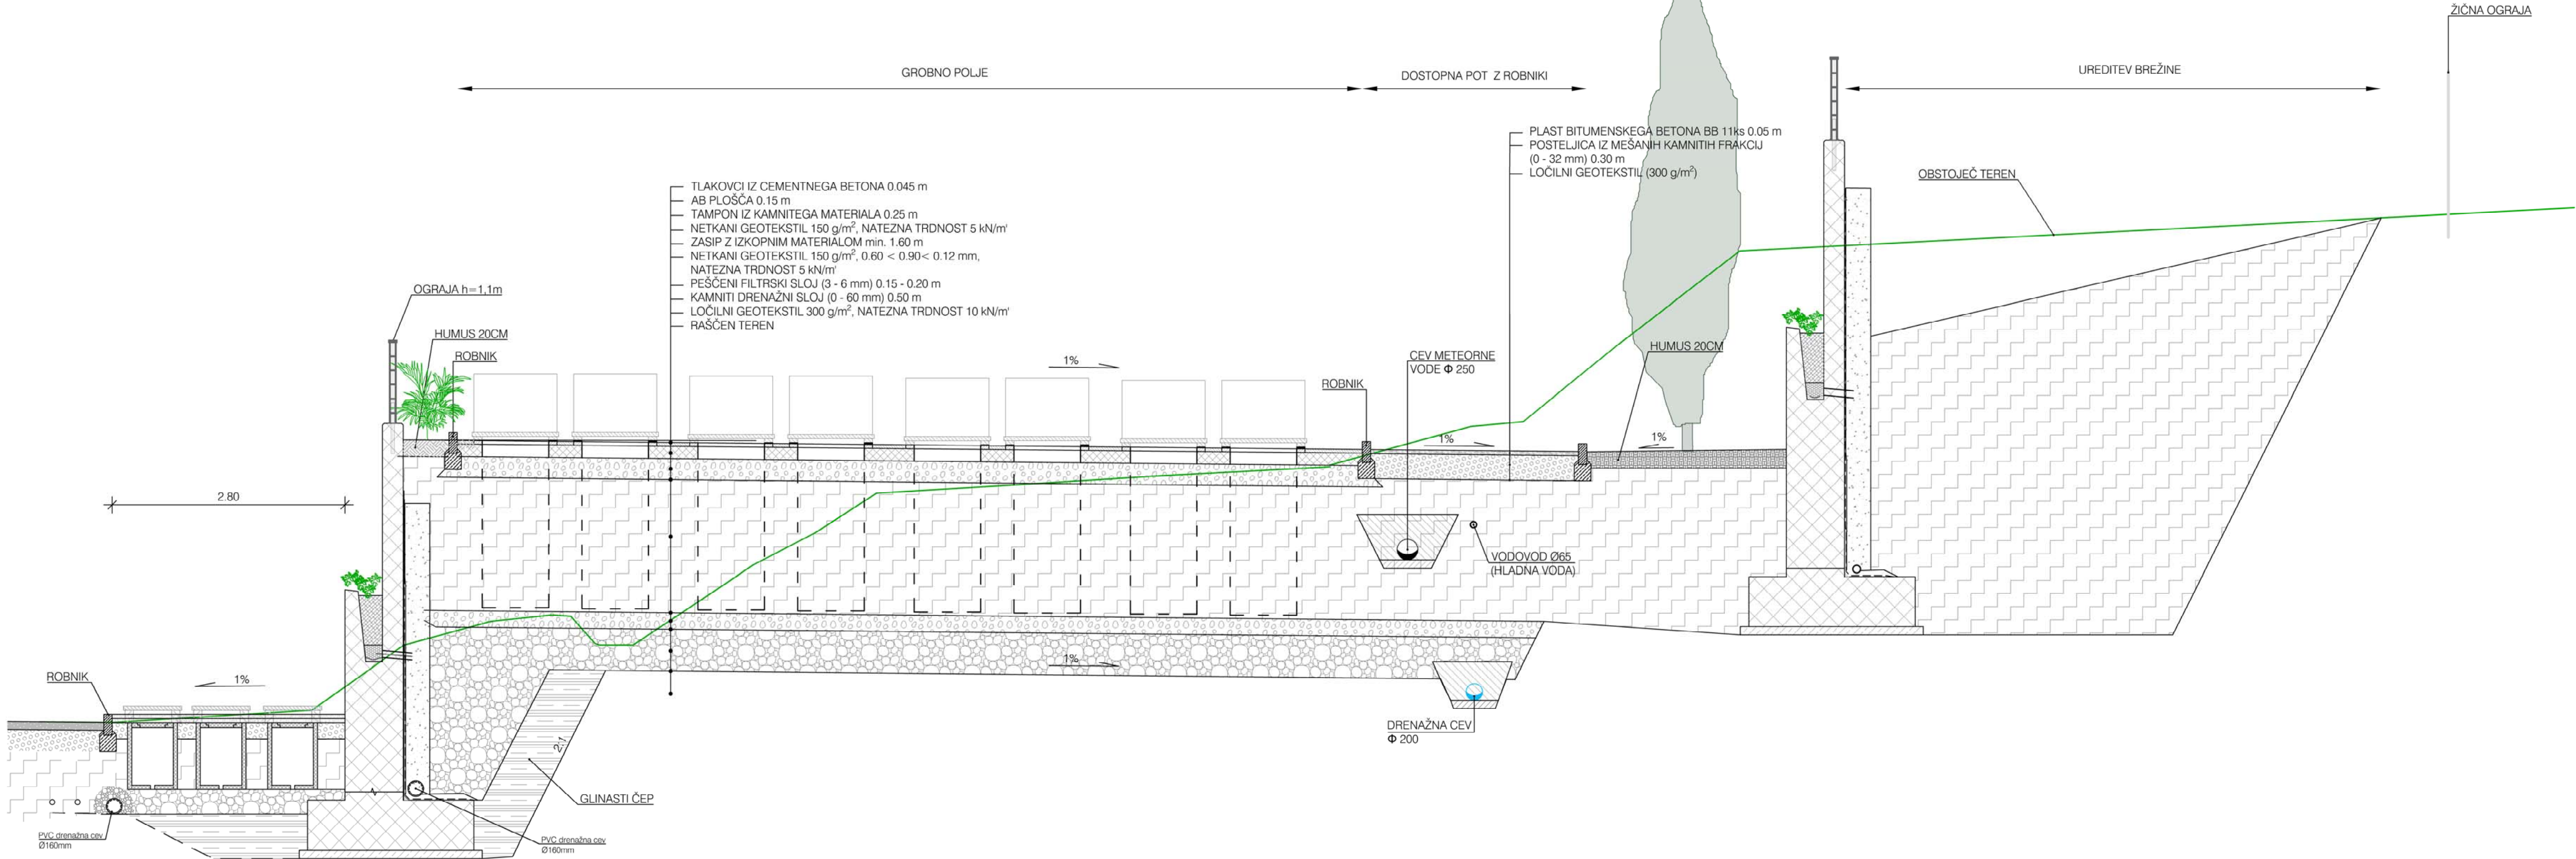 ŽIČNA OGRAJA
GROBNO POLJE
DOSTOPNA POT Z ROBNIKI
UREDITEV BREŽINE
PLAST BITUMENSKEGA BETONA BB 11ks 0.05 m
POSTELJICA IZ MEŠANIH KAMNITIH FRAKCIJ
(0 - 32 mm) 0.30 m
LOČILNI GEOTEKSTIL (300 g/m²)
OBSTOJEČ TEREN
TLAKOVCI IZ CEMENTNEGA BETONA 0.045 m
AB PLOŠČA 0.15 m
TAMPON IZ KAMNITEGA MATERIALA 0.25 m
NETKANI GEOTEKSTIL 150 g/m², NATEZNA TRDNOST 5 kN/m'
ZASIP Z IZKOPNIM MATERIALOM min. 1.60 m
NETKANI GEOTEKSTIL 150 g/m², 0.60 < 0.90< 0.12 mm,
NATEZNA TRDNOST 5 kN/m'
PEŠČENI FILTRSKI SLOJ (3 - 6 mm) 0.15 - 0.20 m
KAMNITI DRENAŽNI SLOJ (0 - 60 mm) 0.50 m
LOČILNI GEOTEKSTIL 300 g/m², NATEZNA TRDNOST 10 kN/m'
RAŠČEN TEREN
OGRAJA h=1,1m
HUMUS 20CM
ROBNIK
1%
CEV METEORNE
VODE Φ 250
ROBNIK
HUMUS 20CM
1%
1%
2.80
VODOVOD Ø65
(HLADNA VODA)
1%
ROBNIK
1%
DRENAŽNA CEV
Φ 200
2:1
GLINASTI ČEP
PVC drenažna cev
Ø160mm
PVC drenažna cev
Ø160mm